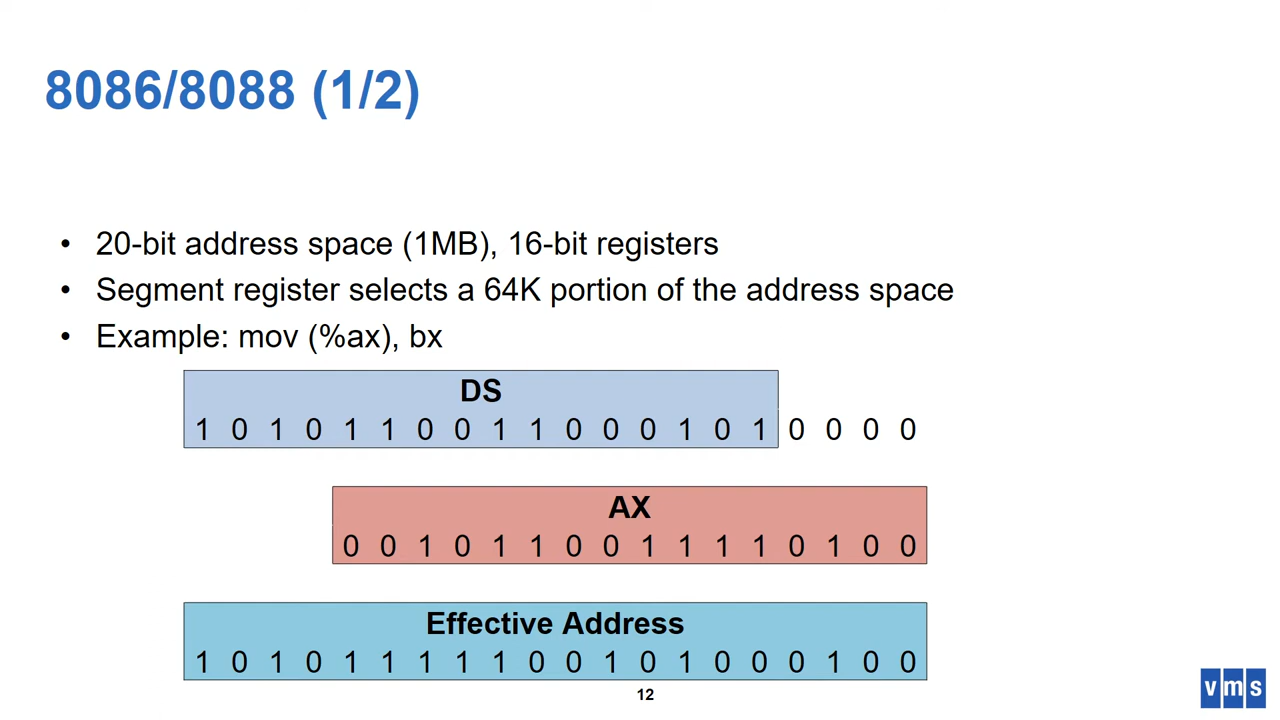 8086/8088 (1/2)
• 20-bit address space (1MB), 16-bit registers
• Segment register selects a 64K portion of the address space
• Example: mov (%ax), bx
DS
1 0 1 0 1 1 0 0 1 1 0 0 0 1 0 1 0 0 0 0
AX
0 0 1 0 1 1 0 0 1 1 1 1 0 1 0 0
Effective Address
1 0 1 0 1 1 1 1 1 0 0 1 0 1 0 0 0 1 0 0
12
vms